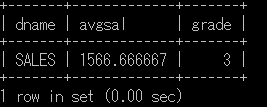 | dname | avgsal | grade |
| SALES | 1566.666667 | 3 |
1 row in set (0.00 sec)